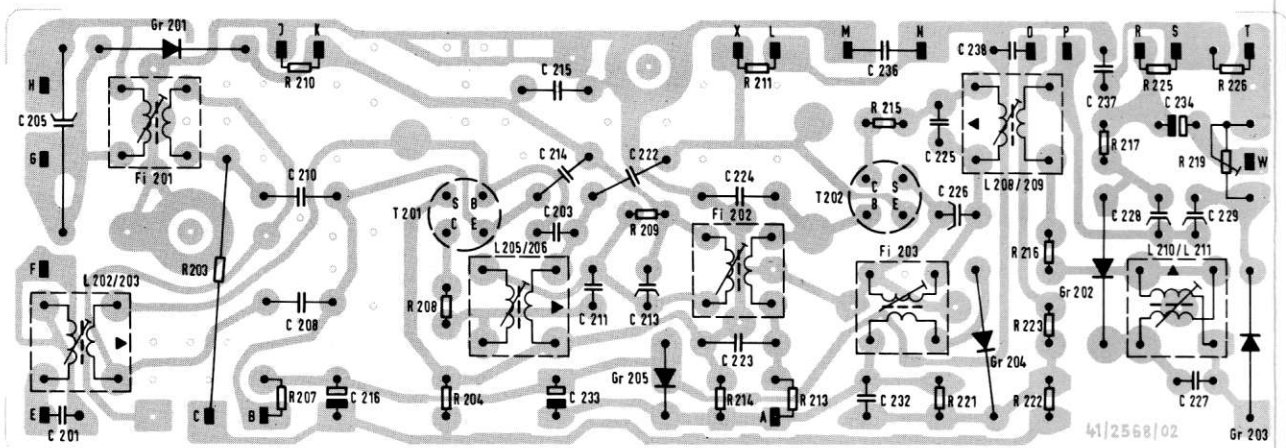 Gr 201
J
K
X
L
M
N
C 238
O
P
R
S
T
R 210
C 215
R 211
C 236
C 237
R 225
R 226
H
C 205
R 215
C 225
C 234
G
R 217
R 219
W
Fi 201
L 208/209
C 210
C 214
C 222
C 224
T 202
C
S
B
E
C 226
T 201
S
B
C
E
C 203
R 209
Fi 202
C 228
C 229
Fi 203
R 216
L 210/L 211
F
L 202/203
R 203
L 205/206
Gr 202
R 208
C 211
C 213
C 208
R 223
C 223
Gr 204
Gr 205
R 207
C 216
R 204
C 233
R 214
R 213
C 232
R 221
R 222
C 227
E
C 201
C
B
A
41/2568/02
Gr 203